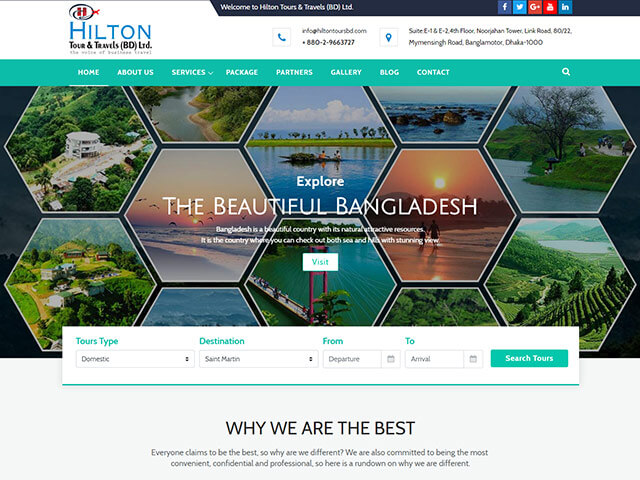 Welcome to Hilton Tours & Travels (BD) Ltd.
HILTON
TOUR & TRAVELS (BD) Ltd.
the voice of business travel
info@hiltontoursbd.com
+ 880-2-9663727
Suite:E-1 & E-2,4th Floor, Noorjahan Tower, Link Road, 80/22,
Mymensingh Road, Banglamotor, Dhaka-1000
HOME ABOUT US SERVICES PACKAGE PARTNERS GALLERY BLOG CONTACT
Explore
THE BEAUTIFUL BANGLADESH
Bangladesh is a beautiful country with its natural attractive resources.
It is the country where you can check out both sea and hills with stunning view.
Visit
Tours Type Destination From To
Domestic Saint Martin Departure Arrival Search Tours
WHY WE ARE THE BEST
Everyone claims to be the best, so why are we different? We are also committed to being the most
convenient, confidential and professional, so here is a rundown on why we are different.